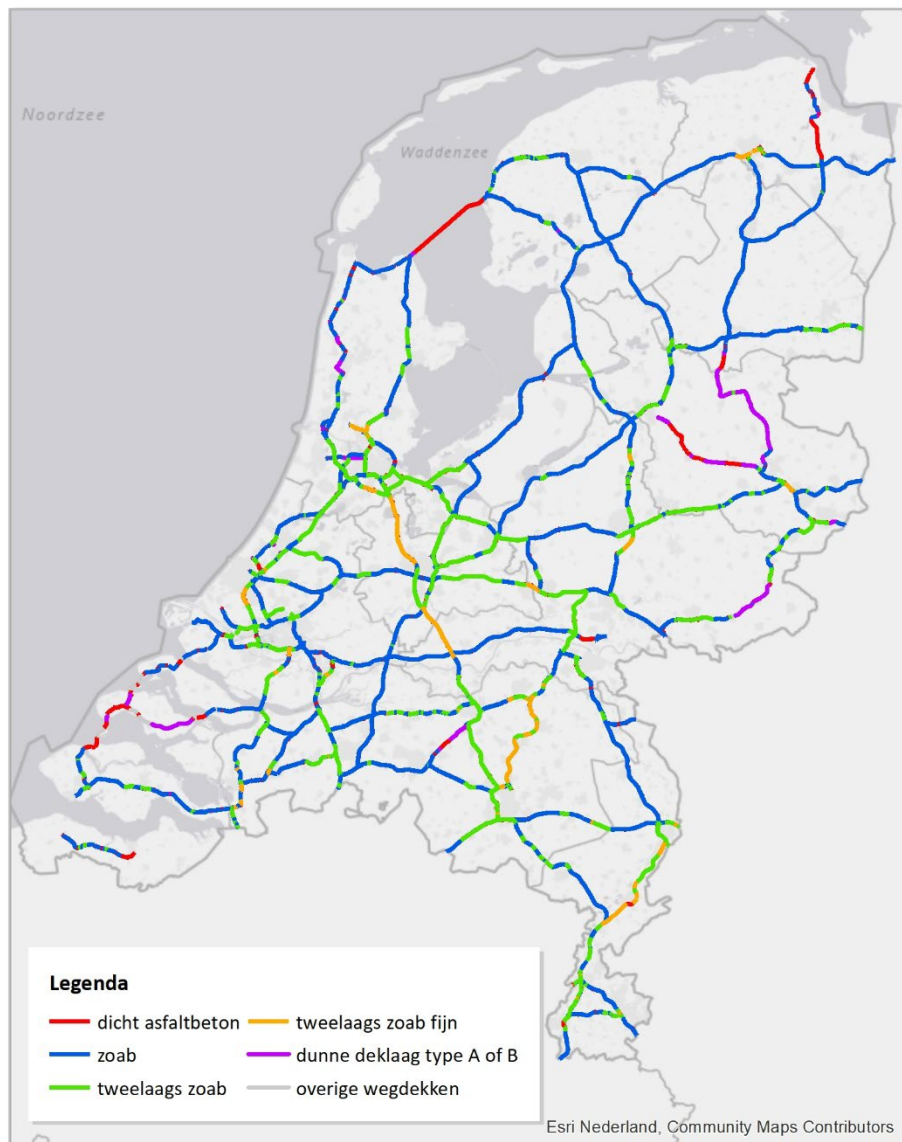 Noordzee
Waddenzee
Legenda
dicht asfaltbeton
tweelaags zoab fijn
zoab
dunne deklaag type A of B
tweelaags zoab
overige wegdekken
Esri Nederland, Community Maps Contributors